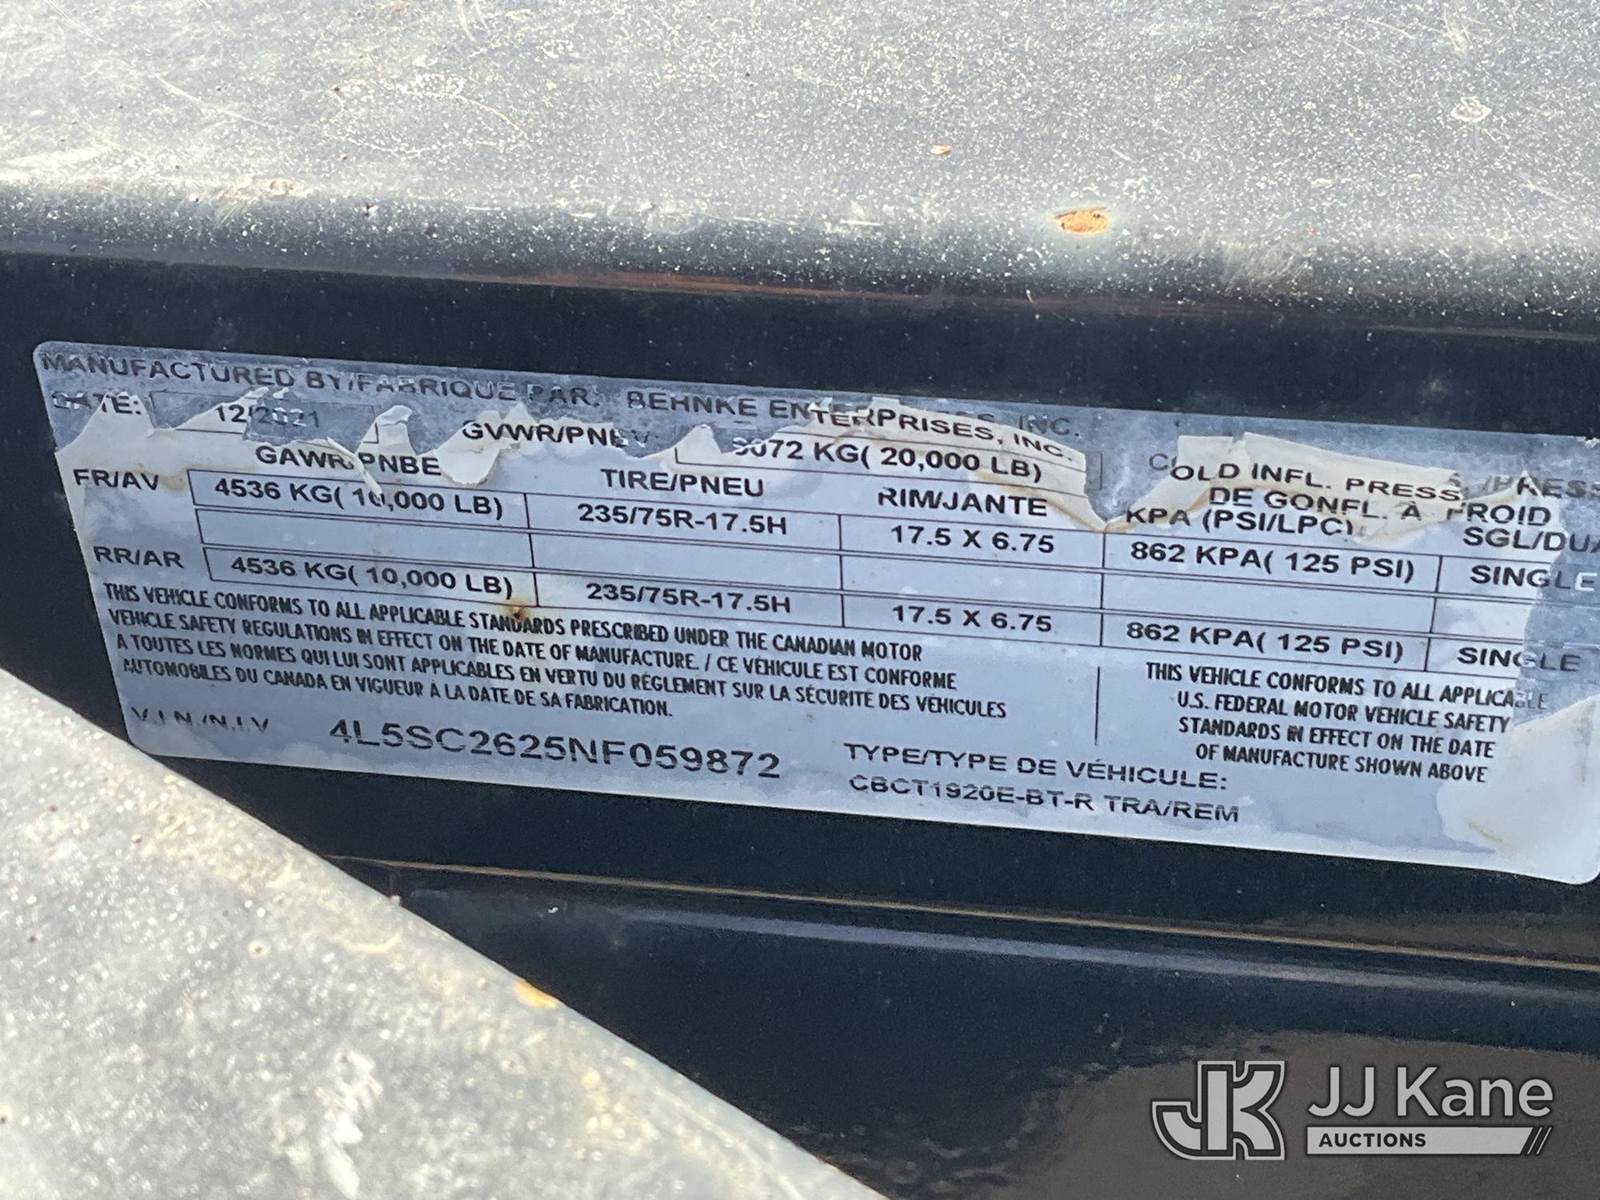 MANUFACTURED BY/FABRIQUE PAR: BEHNKE ENTERPRISES, INC.
DATE: 12/2021 GVWR/PNBV 9072 KG( 20,000 LB)
GAWR/PNBE TIRE/PNEU RIM/JANTE COLD INFL. PRESS. /PRESS
DE GONFL. À FROID
KPA (PSI/LPC) SGL/DUA
FR/AV 4536 KG( 10,000 LB) 235/75R-17.5H 17.5 X 6.75 862 KPA( 125 PSI) SINGLE
RR/AR 4536 KG( 10,000 LB) 235/75R-17.5H 17.5 X 6.75 862 KPA( 125 PSI) SINGLE
THIS VEHICLE CONFORMS TO ALL APPLICABLE STANDARDS PRESCRIBED UNDER THE CANADIAN MOTOR
VEHICLE SAFETY REGULATIONS IN EFFECT ON THE DATE OF MANUFACTURE. / CE VÉHICULE EST CONFORME
A TOUTES LES NORMES QUI LUI SONT APPLICABLES EN VERTU DU RÈGLEMENT SUR LA SÉCURITÉ DES VÉHICULES
AUTOMOBILES DU CANADA EN VIGUEUR À LA DATE DE SA FABRICATION.
THIS VEHICLE CONFORMS TO ALL APPLICABLE
U.S. FEDERAL MOTOR VEHICLE SAFETY
STANDARDS IN EFFECT ON THE DATE
OF MANUFACTURE SHOWN ABOVE
V.I.N./N.I.V 4L5SC2625NF059872
TYPE/TYPE DE VÉHICULE:
CBCT1920E-BT-R TRA/REM
JK JJ Kane
AUCTIONS